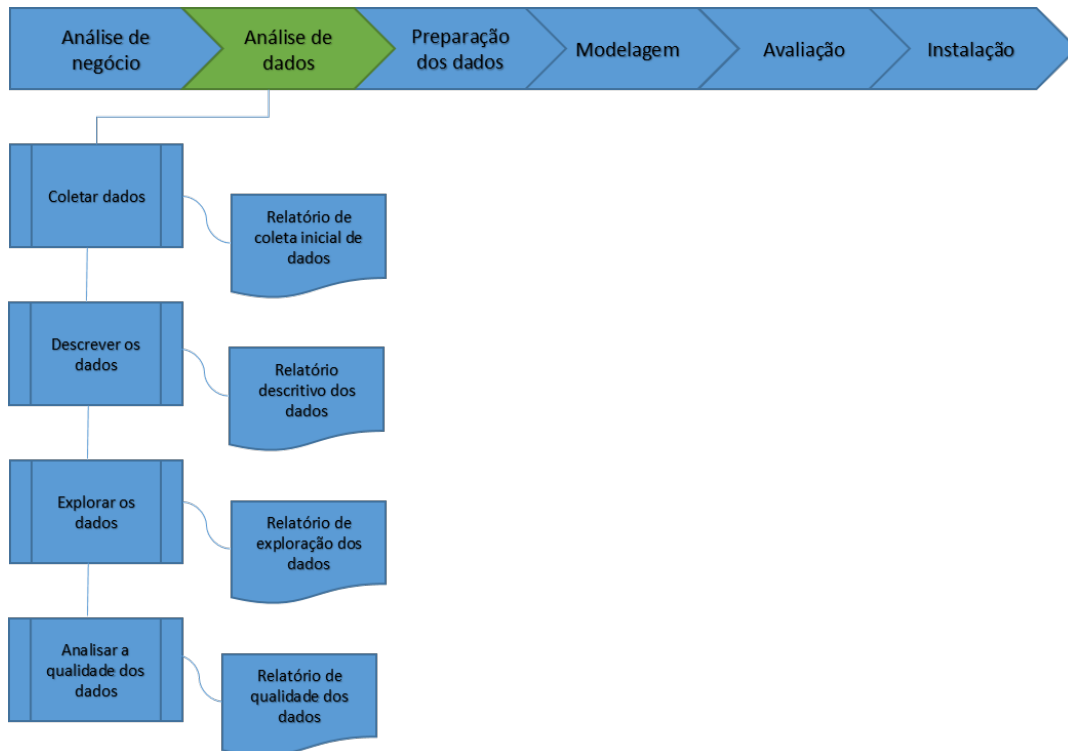 Análise de
negócio
Análise de
dados
Preparação
dos dados
Modelagem
Avaliação
Instalação
Coletar dados
Relatório de
coleta inicial de
dados
Descrever os
dados
Relatório
descritivo dos
dados
Explorar os
dados
Relatório de
exploração dos
dados
Analisar a
qualidade dos
dados
Relatório de
qualidade dos
dados